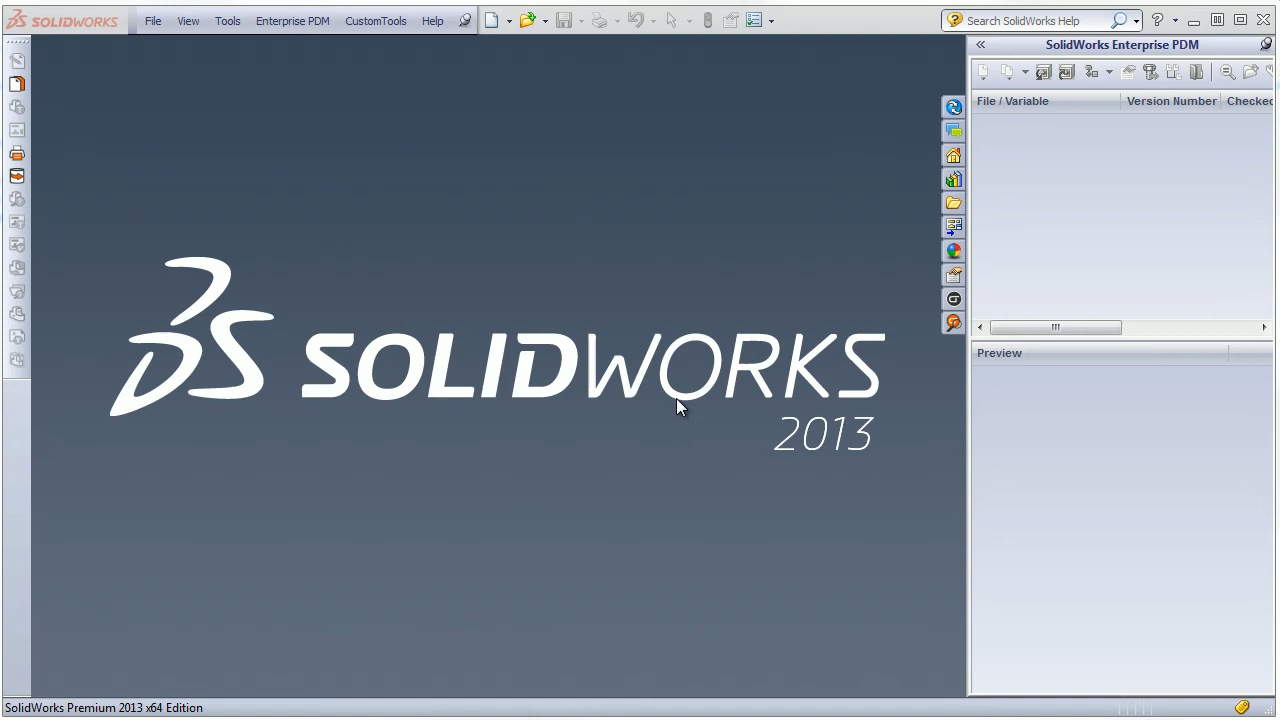 SOLIDWORKS File View Tools Enterprise PDM CustomTools Help Search SolidWorks Help ?
SolidWorks Enterprise PDM
File / Variable Version Number Checked
Preview
SOLIDWORKS
2013
SolidWorks Premium 2013 x64 Edition